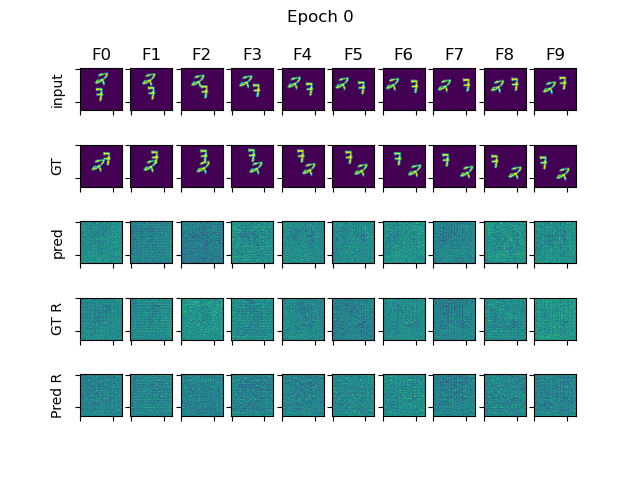 Epoch 0
F0 F1 F2 F3 F4 F5 F6 F7 F8 F9
input
GT
pred
GT R
Pred R